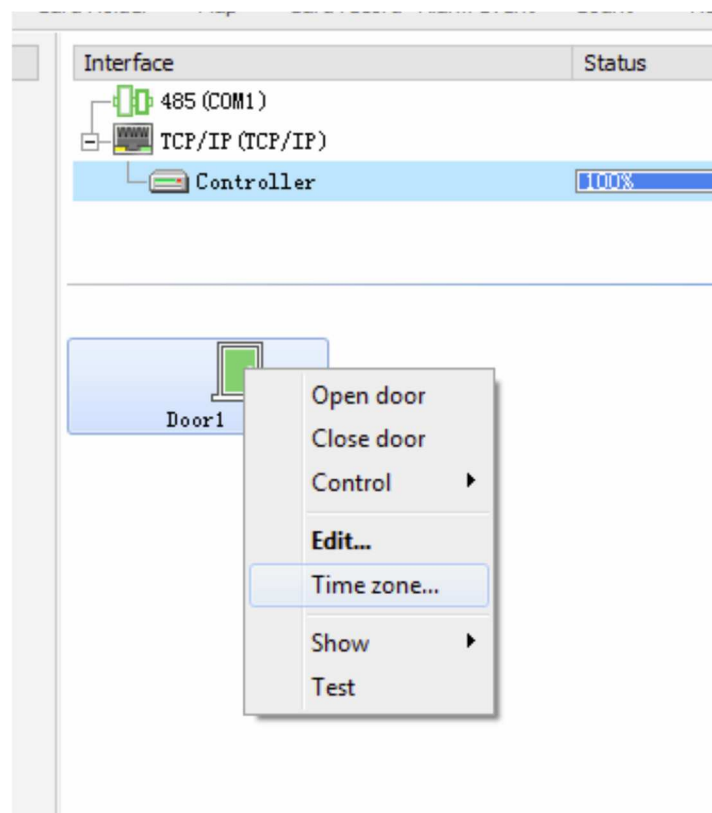 Interface Status
485(COM1)
TCP/IP(TCP/IP)
Controller 100%
Door1
Open door
Close door
Control
Edit...
Time zone...
Show
Test